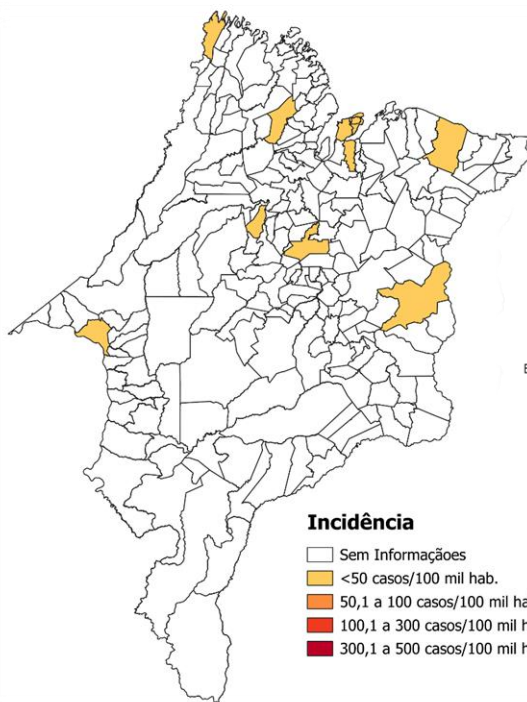 E
Incidência
Sem Informaçãoes
<50 casos/100 mil hab.
50,1 a 100 casos/100 mil ha
100,1 a 300 casos/100 mil h
300,1 a 500 casos/100 mil h